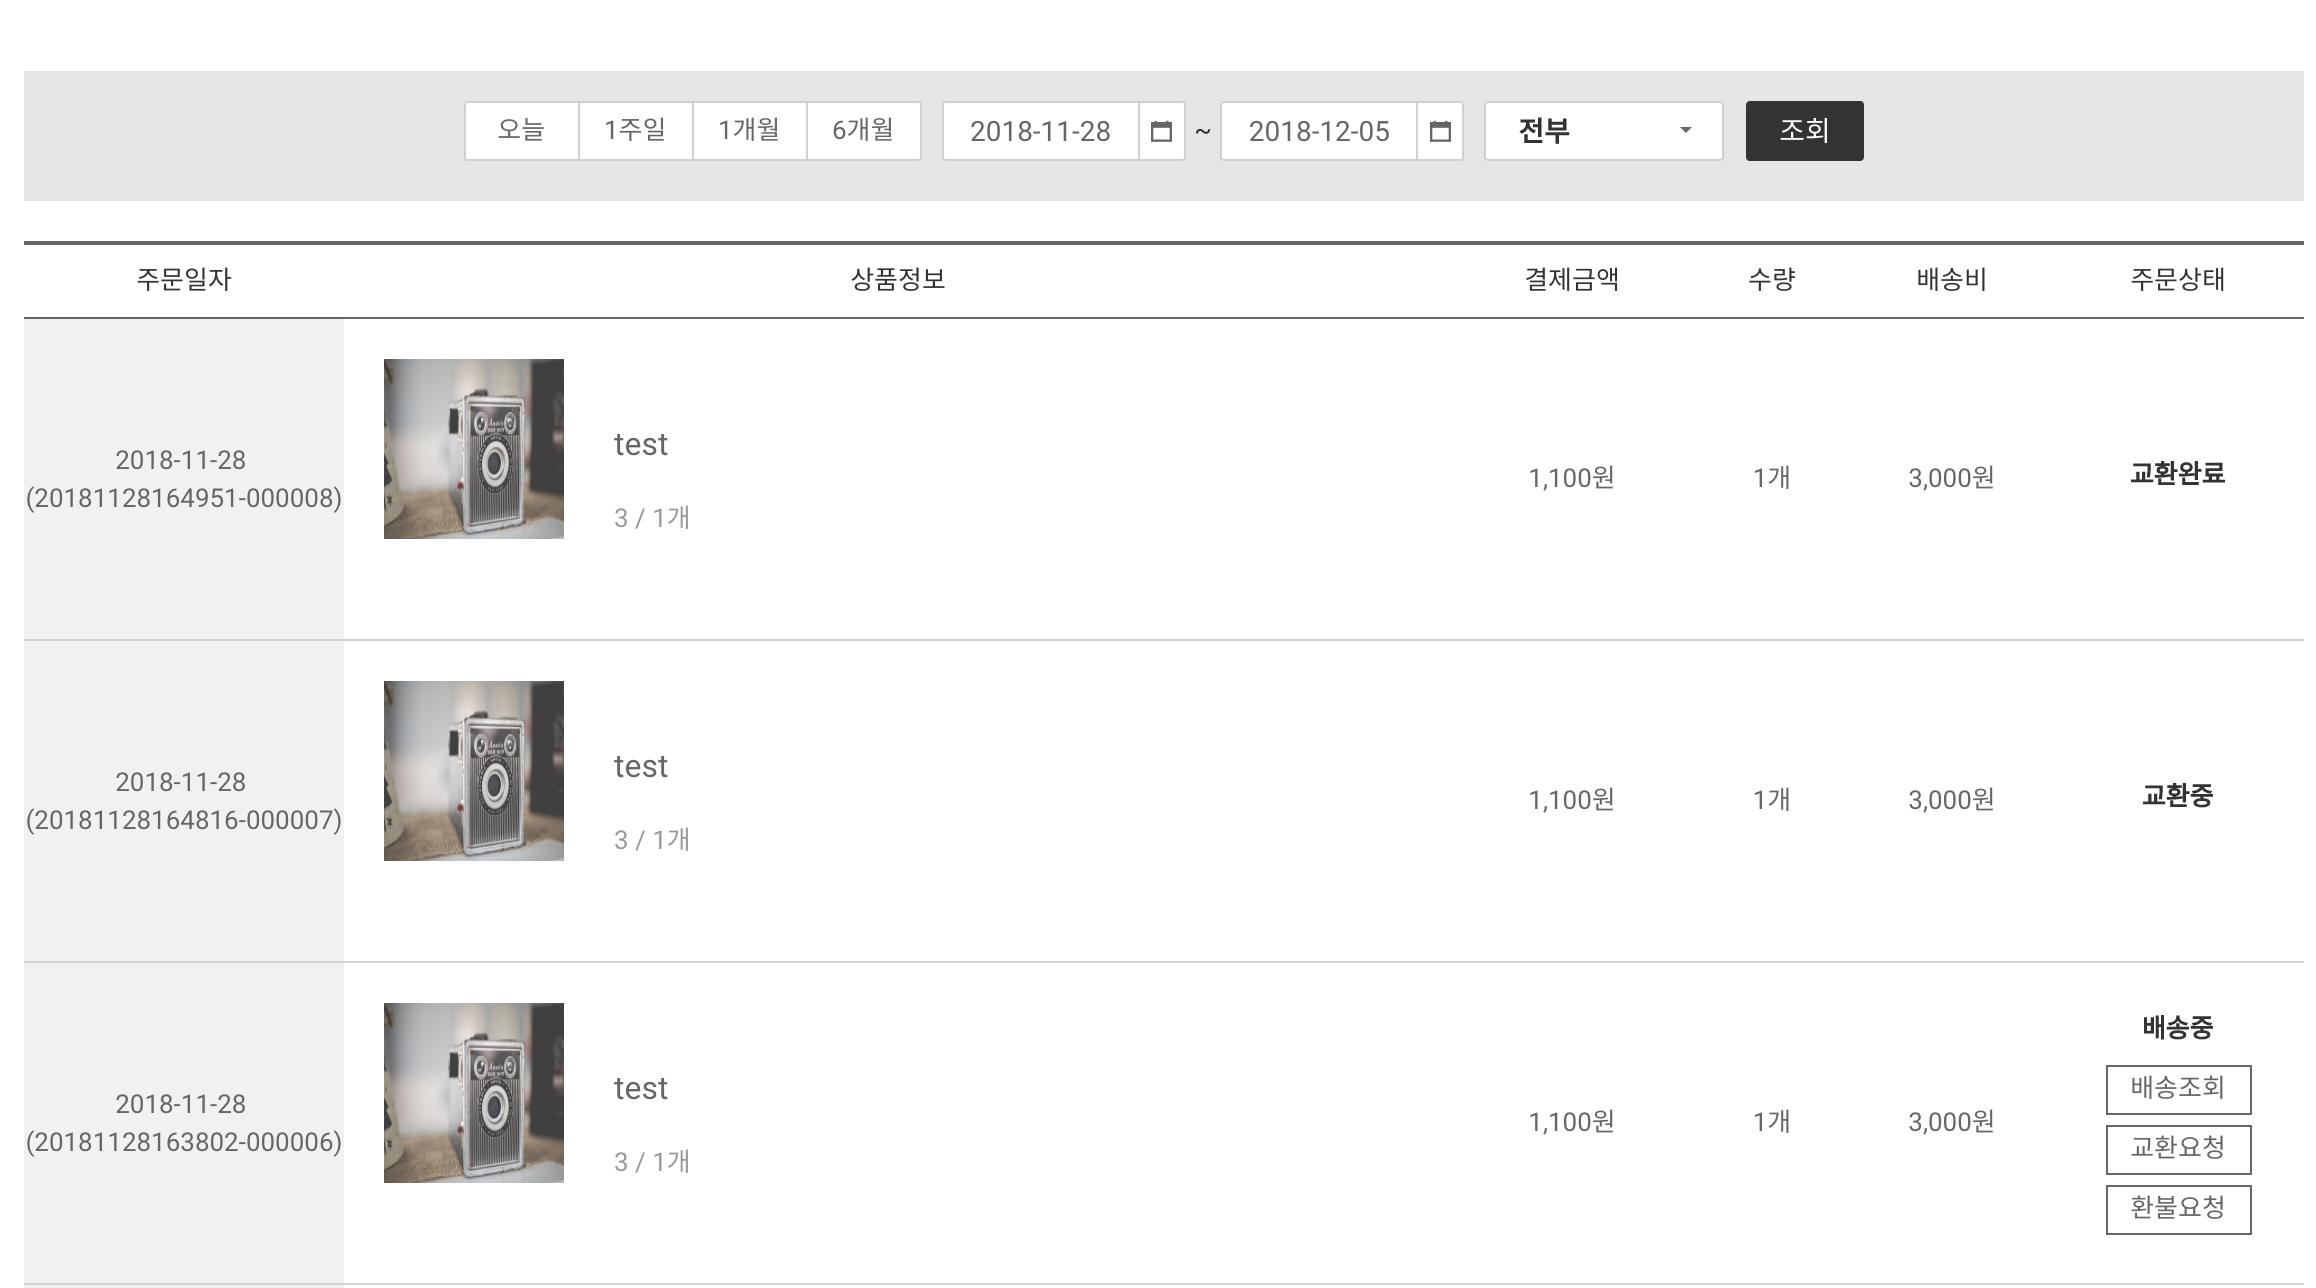 오늘 1주일 1개월 6개월 2018-11-28 ~ 2018-12-05 전부 조회
주문일자 상품정보 결제금액 수량 배송비 주문상태
2018-11-28
(20181128164951-000008)
test
3 / 1개
1,100원 1개 3,000원 교환완료
2018-11-28
(20181128164816-000007)
test
3 / 1개
1,100원 1개 3,000원 교환중
2018-11-28
(20181128163802-000006)
test
3 / 1개
1,100원 1개 3,000원
배송중
배송조회
교환요청
환불요청